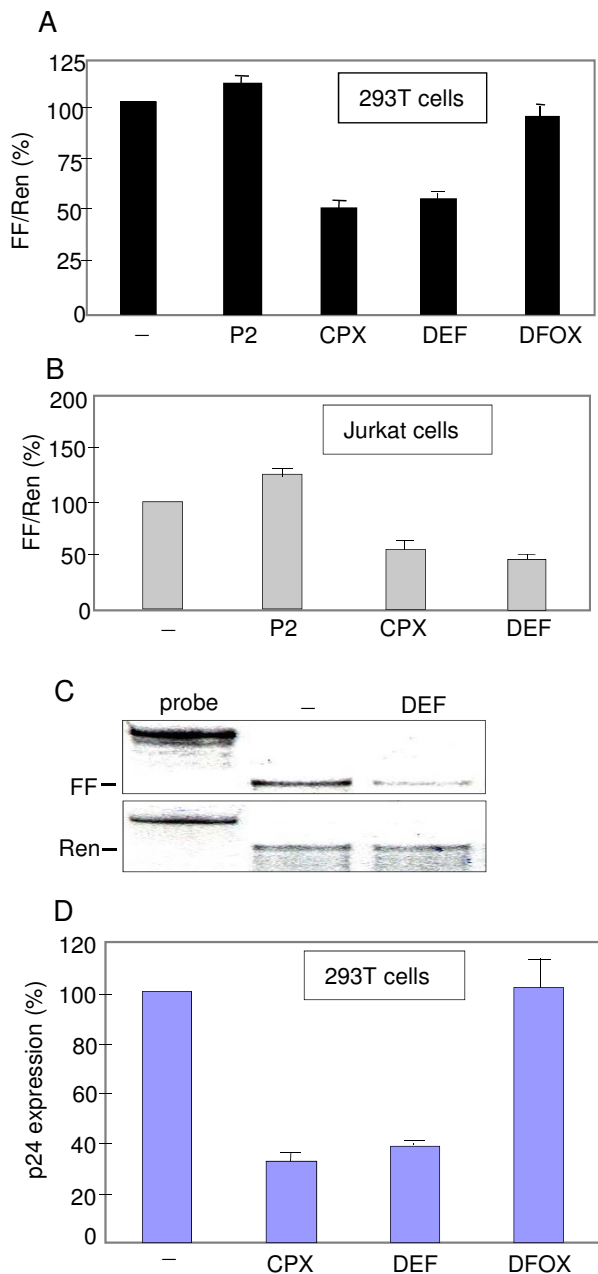 A
125
100
75
50
25
0
FF/Ren (%)
293T cells
– P2 CPX DEF DFOX
B
200
150
100
50
0
FF/Ren (%)
Jurkat cells
– P2 CPX DEF
C
probe – DEF
FF
Ren
D
120
100
80
60
40
20
0
p24 expression (%)
293T cells
– CPX DEF DFOX